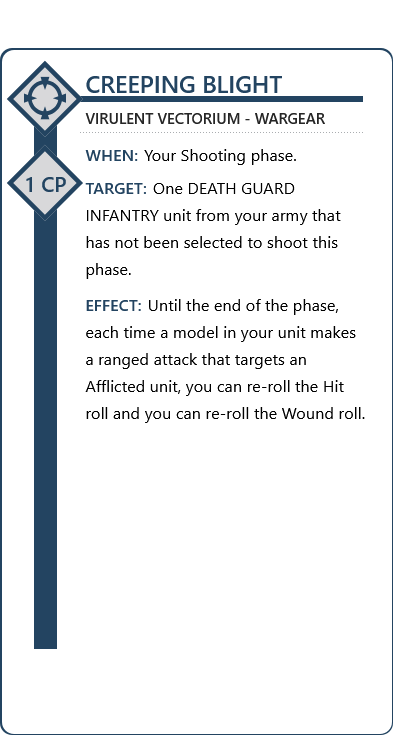 CREEPING BLIGHT
VIRULENT VECTORIUM - WARGEAR
WHEN: Your Shooting phase.
1 CP
TARGET: One DEATH GUARD
INFANTRY unit from your army that
has not been selected to shoot this
phase.
EFFECT: Until the end of the phase,
each time a model in your unit makes
a ranged attack that targets an
Afflicted unit, you can re-roll the Hit
roll and you can re-roll the Wound roll.